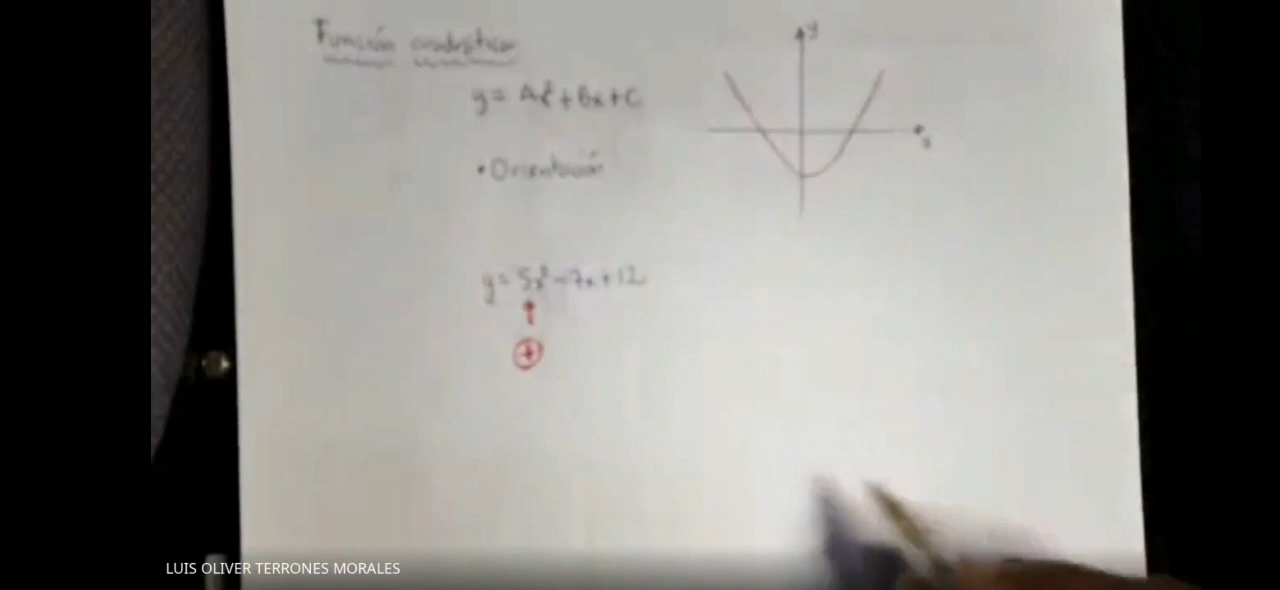 Función cuadrática
y
y = Ax²+Bx+C
x
• Orientación
y = 5x²-7x+12
+
LUIS OLIVER TERRONES MORALES